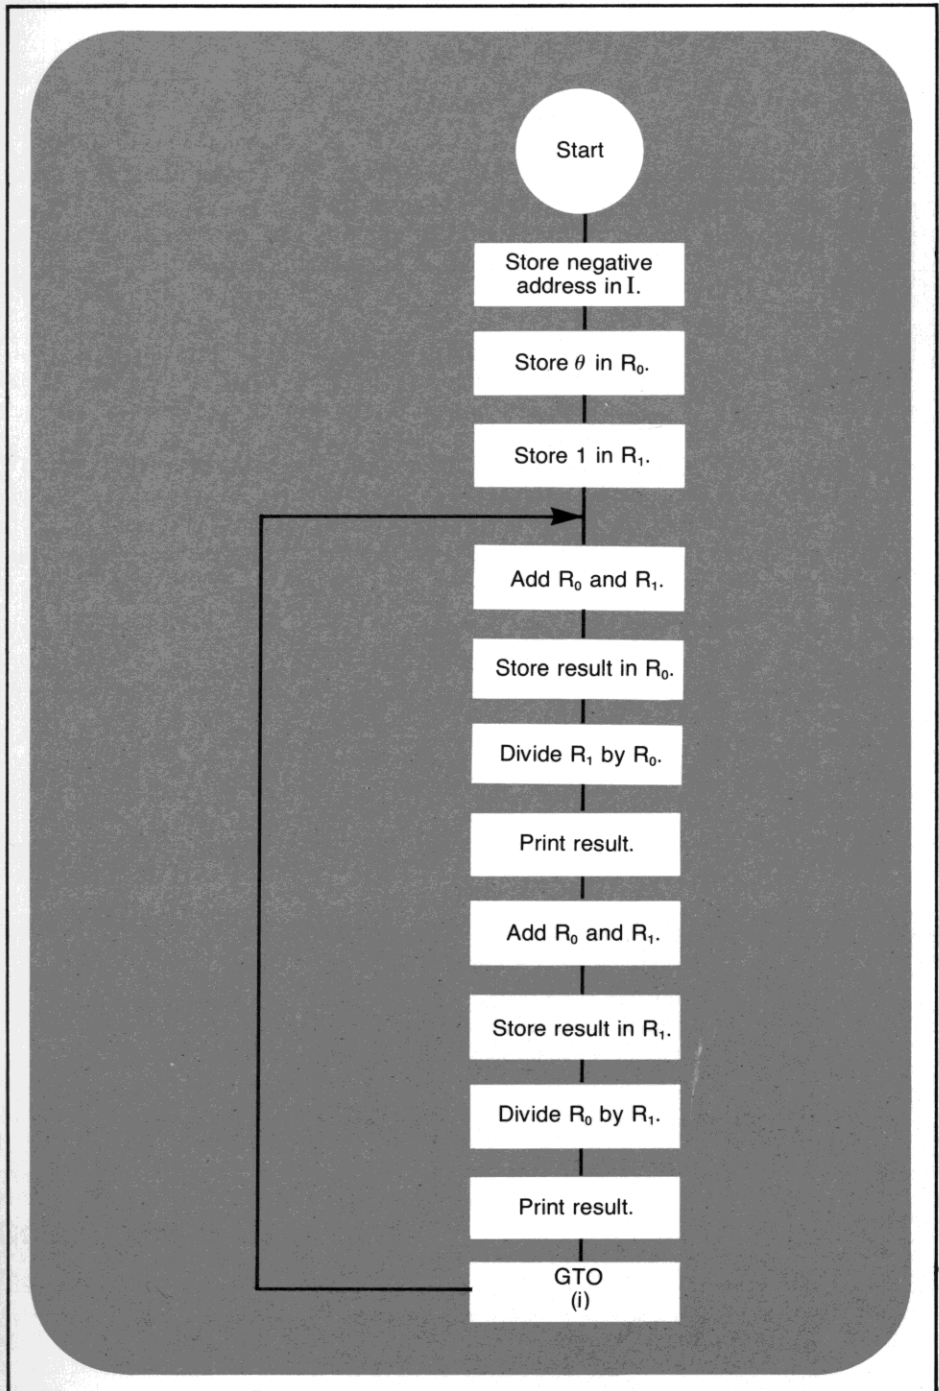 Start
Store negative
address in I.
Store θ in R₀.
Store 1 in R₁.
Add R₀ and R₁.
Store result in R₀.
Divide R₁ by R₀.
Print result.
Add R₀ and R₁.
Store result in R₁.
Divide R₀ by R₁.
Print result.
GTO
(i)